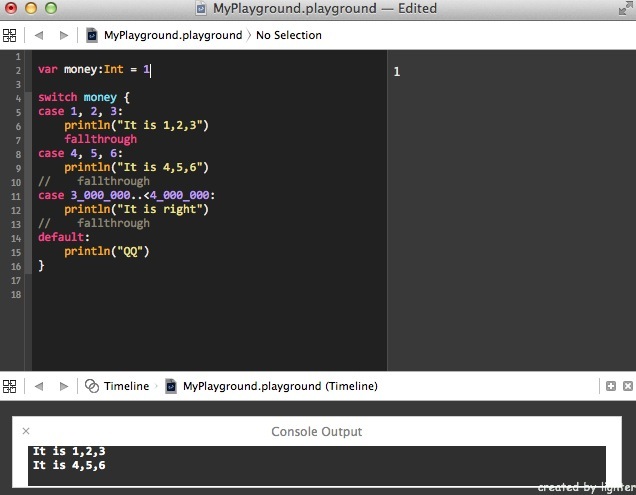 MyPlayground.playground — Edited
MyPlayground.playground 〉 No Selection
1
2 var money:Int = 1 1
3
4 switch money {
5 case 1, 2, 3:
6     println("It is 1,2,3")
7     fallthrough
8 case 4, 5, 6:
9     println("It is 4,5,6")
10 //    fallthrough
11 case 3_000_000..<4_000_000:
12     println("It is right")
13 //    fallthrough
14 default:
15     println("QQ")
16 }
17
18
Timeline 〉 MyPlayground.playground (Timeline)
Console Output
It is 1,2,3
It is 4,5,6
created by lighter